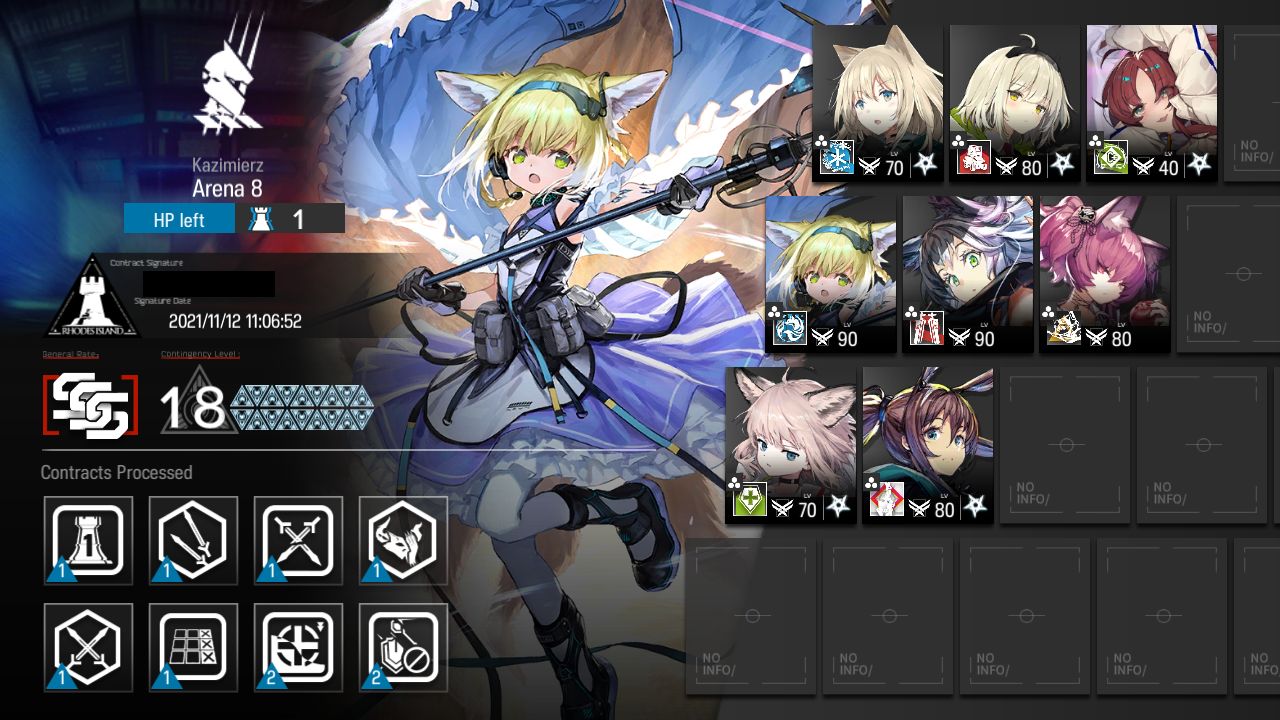 Kazimierz
Arena 8
HP left 1
Contract Signature
Signature Date
2021/11/12 11:06:52
RHODES ISLAND
General Rate:
Contingency Level:
SSS
18
Contracts Processed
1
1
1
1
1
1
1
2
2
LV 70
LV 80
LV 40
NO INFO/
LV 90
LV 90
LV 80
NO INFO/
LV 70
LV 80
NO INFO/
NO INFO/
NO INFO/
NO INFO/
NO INFO/
NO INFO/
NO INFO/